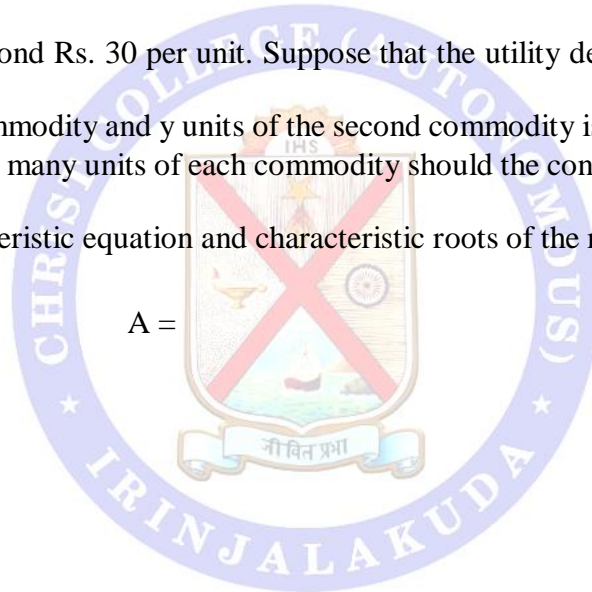 ond Rs. 30 per unit. Suppose that the utility de
mmodity and y units of the second commodity is
many units of each commodity should the con
eristic equation and characteristic roots of the
A =
CHRIST COLLEGE (AUTONOMOUS)
IHS
जीवित प्रभा
★ IRINJALAKUDA ★